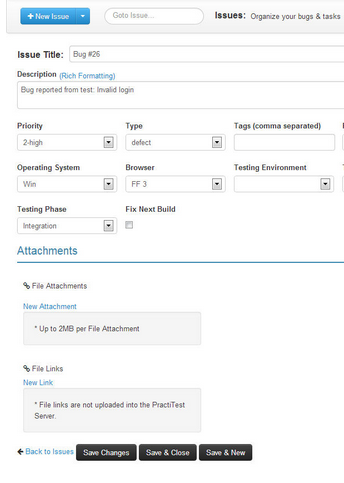 + New Issue
Goto Issue...
Issues: Organize your bugs & tasks
Issue Title: Bug #26
Description (Rich Formatting)
Bug reported from test: Invalid login
Priority Type Tags (comma separated)
2-high defect
Operating System Browser Testing Environment
Win FF 3
Testing Phase Fix Next Build
Integration
Attachments
File Attachments
New Attachment
* Up to 2MB per File Attachment
File Links
New Link
* File links are not uploaded into the PractiTest
Server.
Back to Issues Save Changes Save & Close Save & New